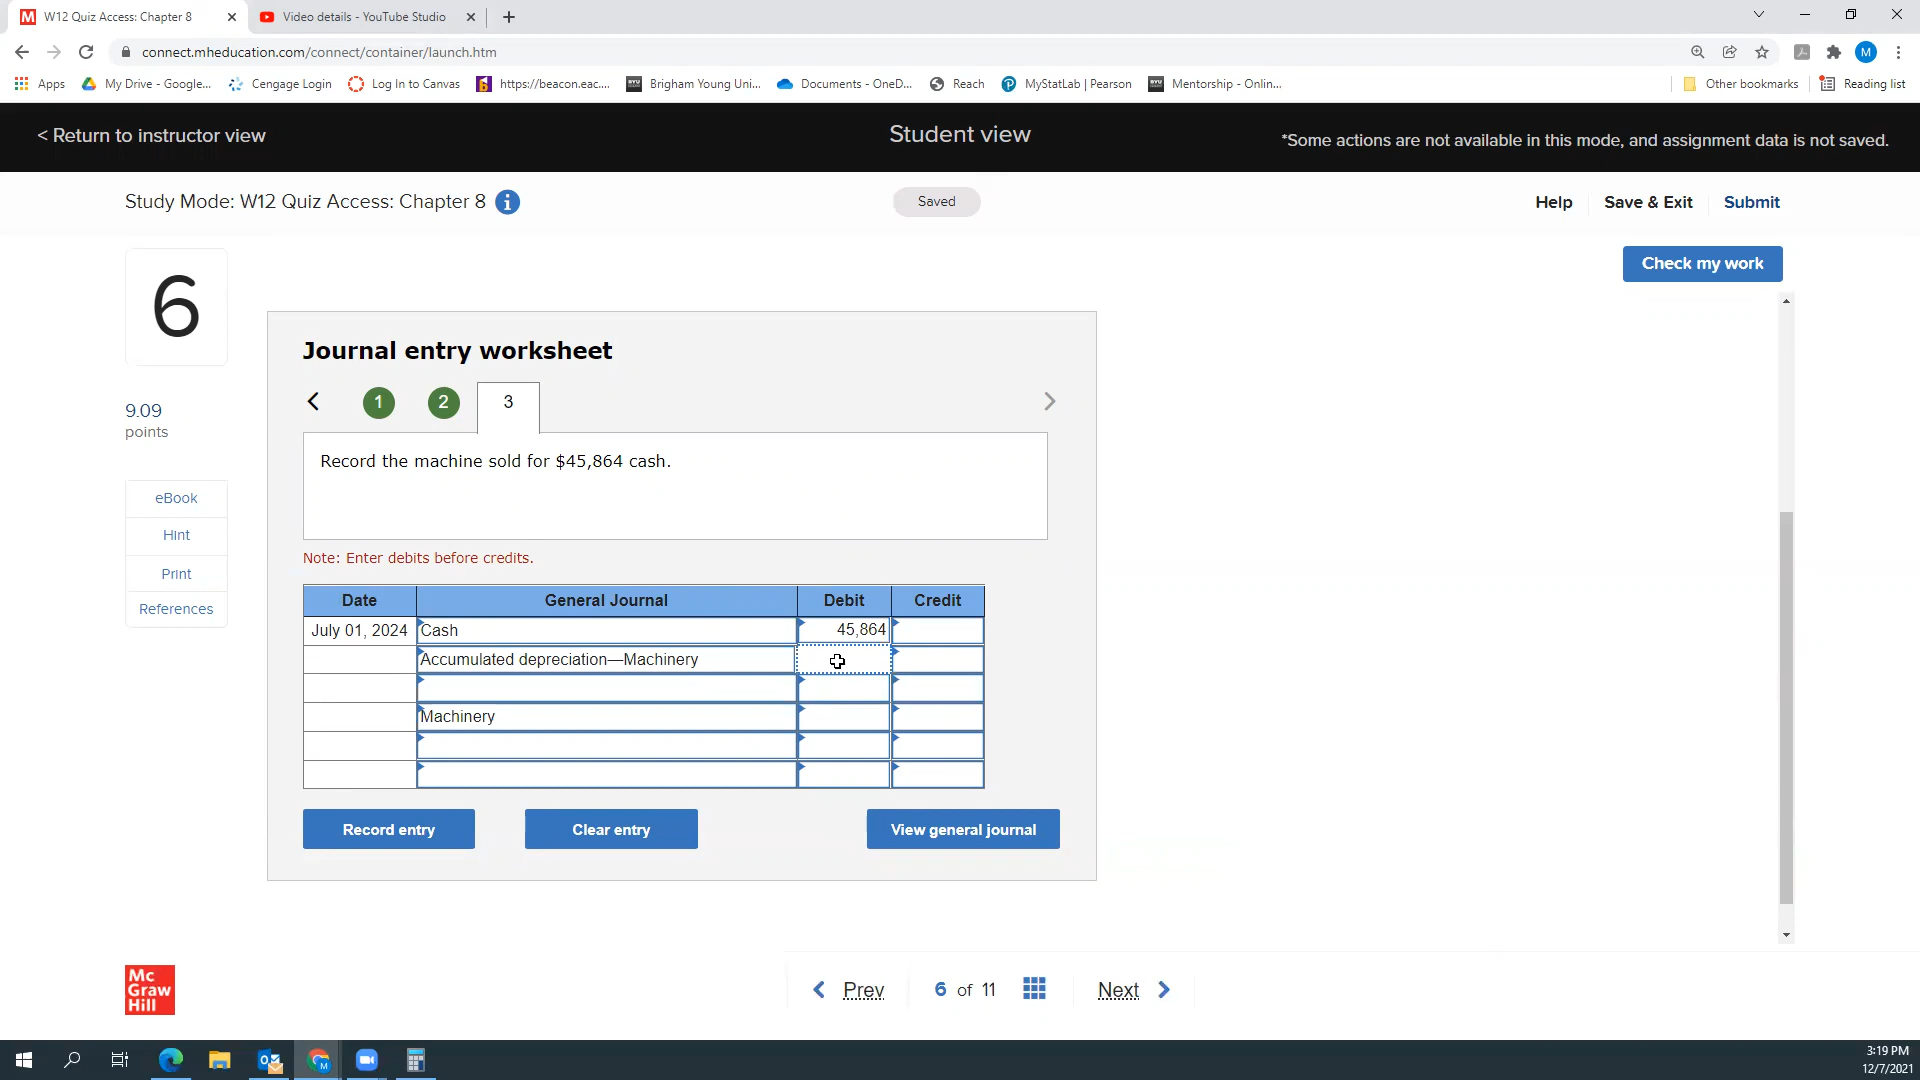 W12 Quiz Access: Chapter 8
Video details - YouTube Studio
connect.mheducation.com/connect/container/launch.htm
M
Apps
My Drive - Google...
Cengage Login
Log In to Canvas
https://beacon.eac....
Brigham Young Uni...
Documents - OneD...
Reach
MyStatLab | Pearson
Mentorship - Onlin...
Other bookmarks
Reading list
< Return to instructor view
Student view
*Some actions are not available in this mode, and assignment data is not saved.
Study Mode: W12 Quiz Access: Chapter 8
Saved
Help
Save & Exit
Submit
Check my work
6
9.09
points
eBook
Hint
Print
References
Journal entry worksheet
1
2
3
Record the machine sold for $45,864 cash.
Note: Enter debits before credits.
Date General Journal Debit Credit
July 01, 2024 Cash 45,864
Accumulated depreciation—Machinery
Machinery
Record entry
Clear entry
View general journal
Mc
Graw
Hill
Prev
6 of 11
Next
3:19 PM
12/7/2021